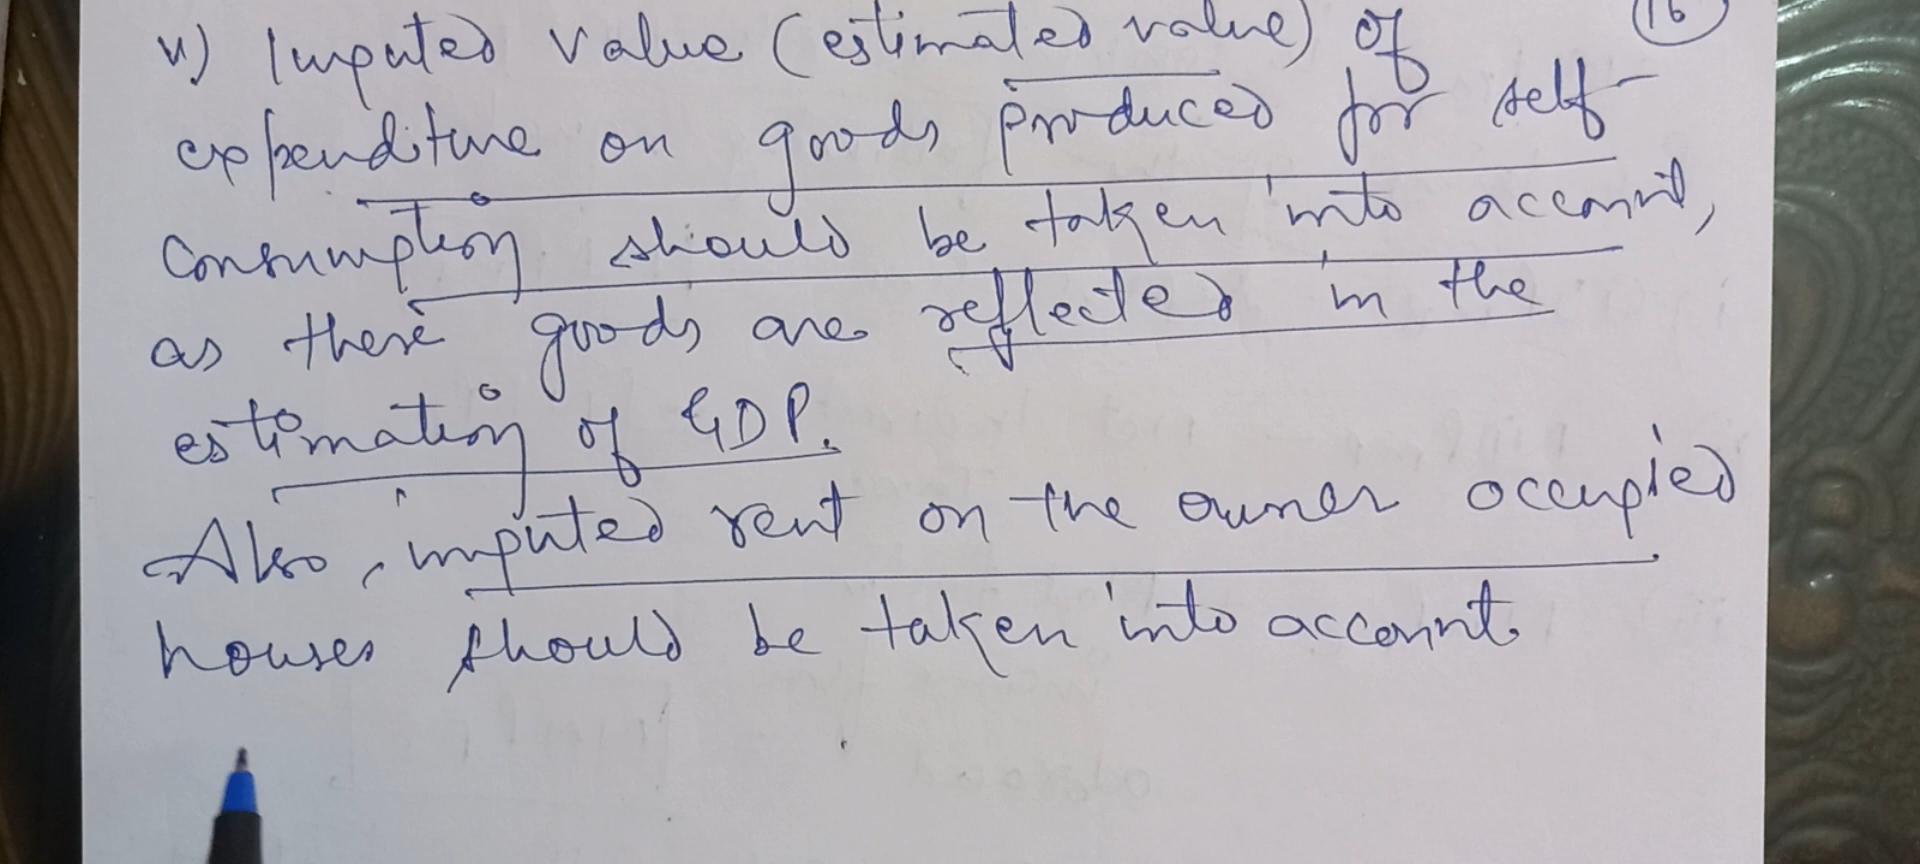 16
v) Imputed value (estimated value) of
expenditure on goods produced for self
consumption should be taken into account,
as these goods are reflected in the
estimation of GDP.
Also, imputed rent on the owner occupied
houses should be taken into account.